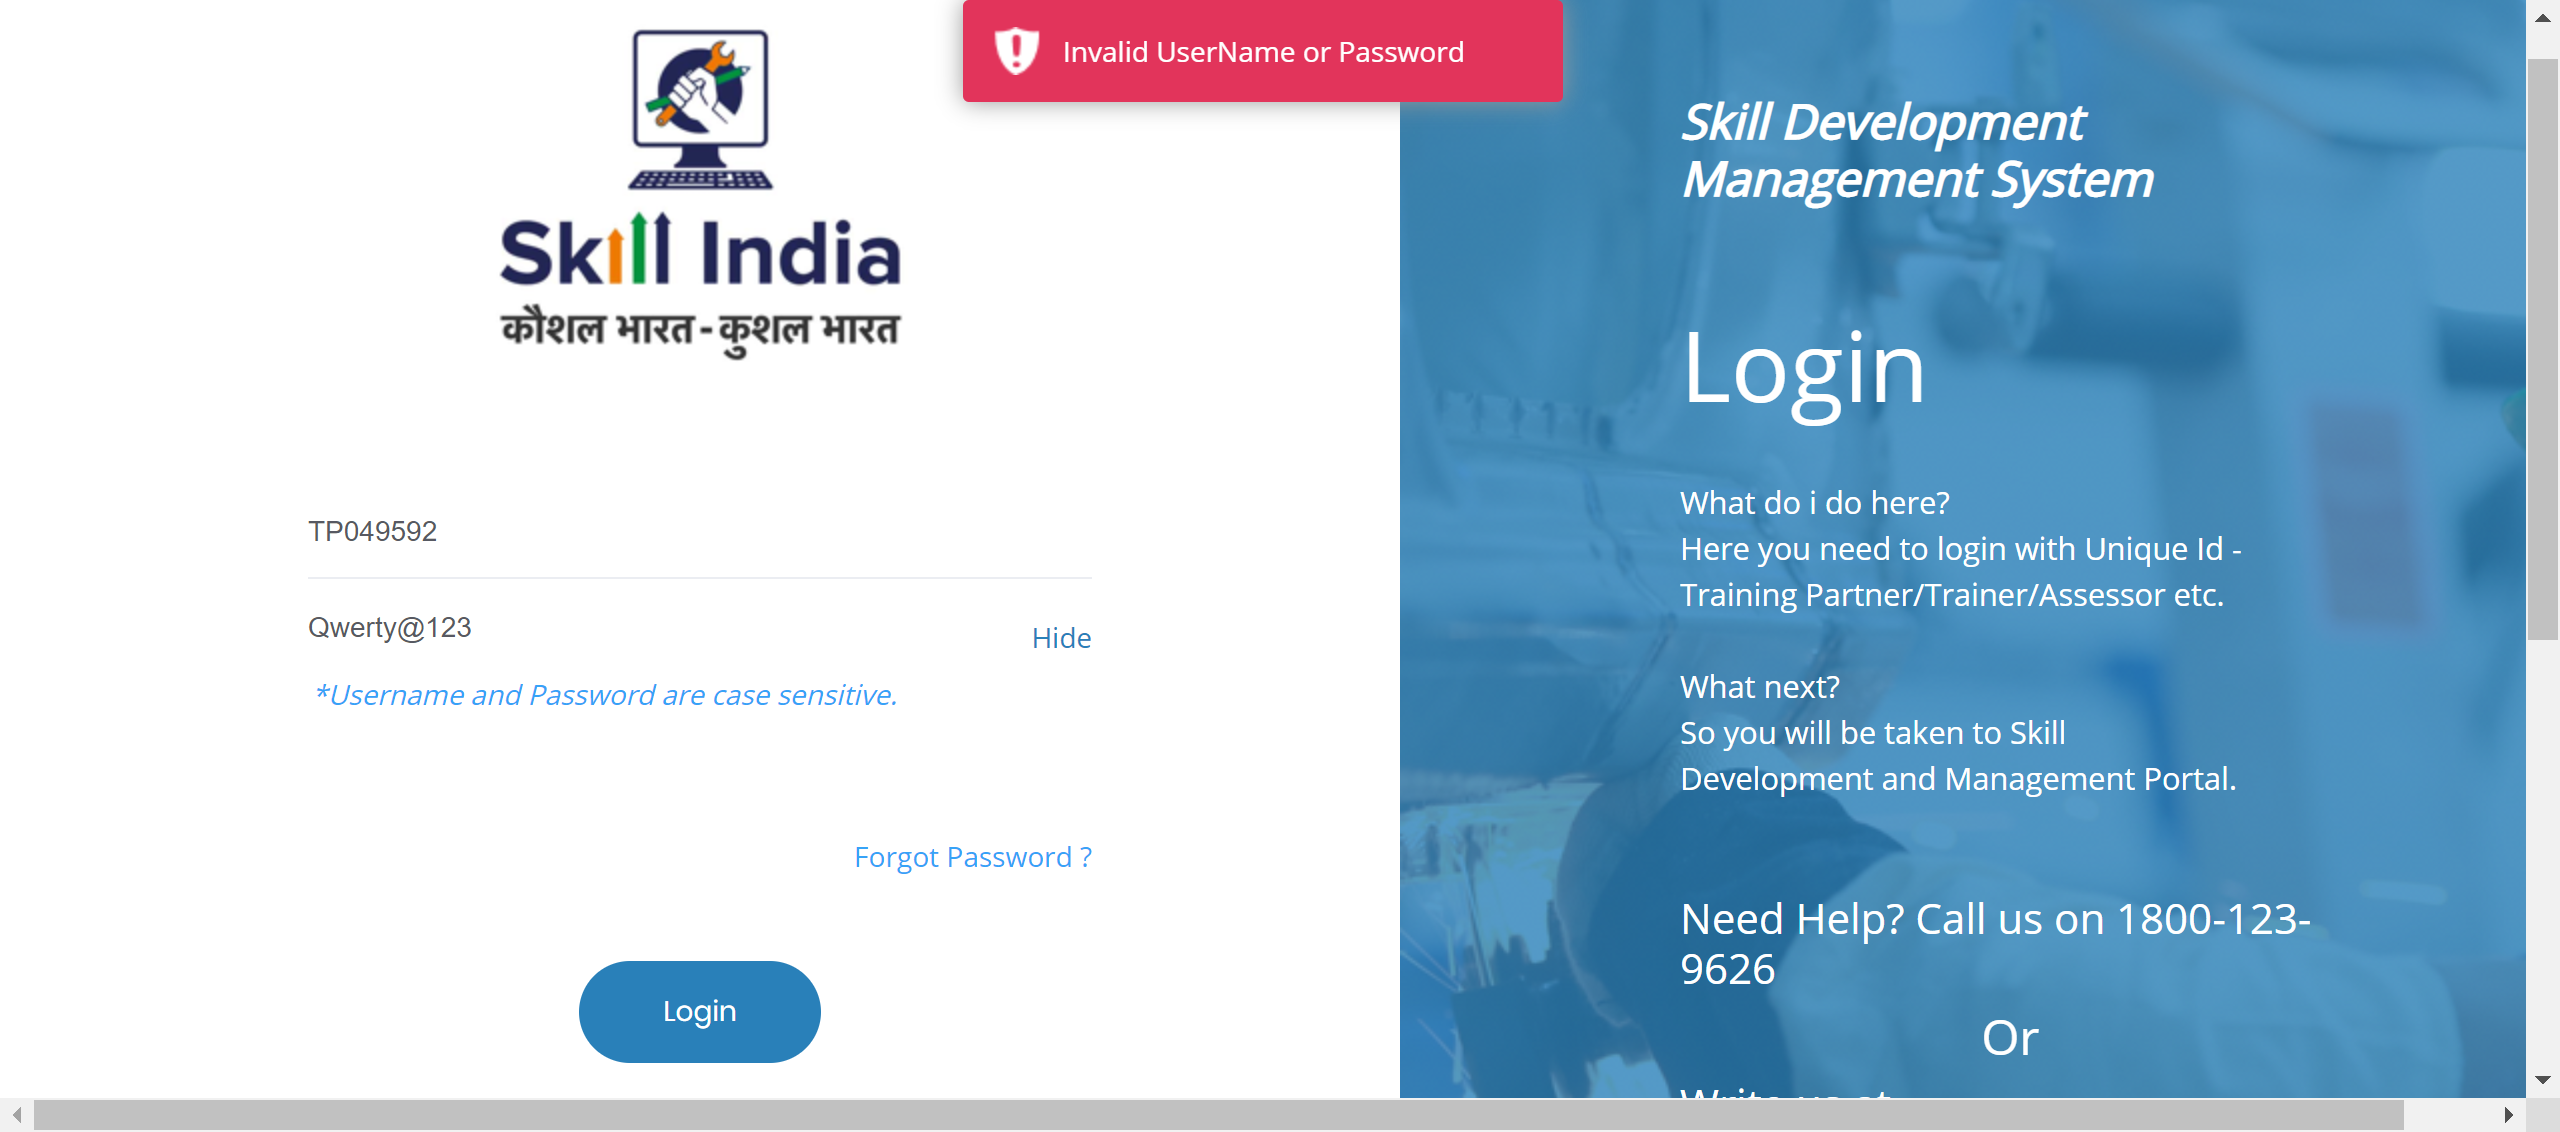 Invalid UserName or Password
Skill India
कौशल भारत - कुशल भारत
TP049592
Qwerty@123
Hide
*Username and Password are case sensitive.
Forgot Password ?
Login
Skill Development
Management System
Login
What do i do here?
Here you need to login with Unique Id -
Training Partner/Trainer/Assessor etc.
What next?
So you will be taken to Skill
Development and Management Portal.
Need Help? Call us on 1800-123-
9626
Or
Write us at